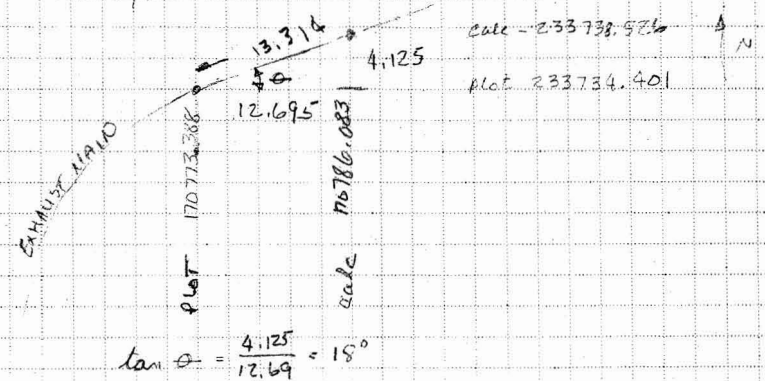 13.314
calc - 233738.526
N
4.125
plot 233734.401
θ
12.695
EXHAUST MAIN
PLOT 170773.388
calc 170786.083
tan θ = 4.125 / 12.69 = 18°